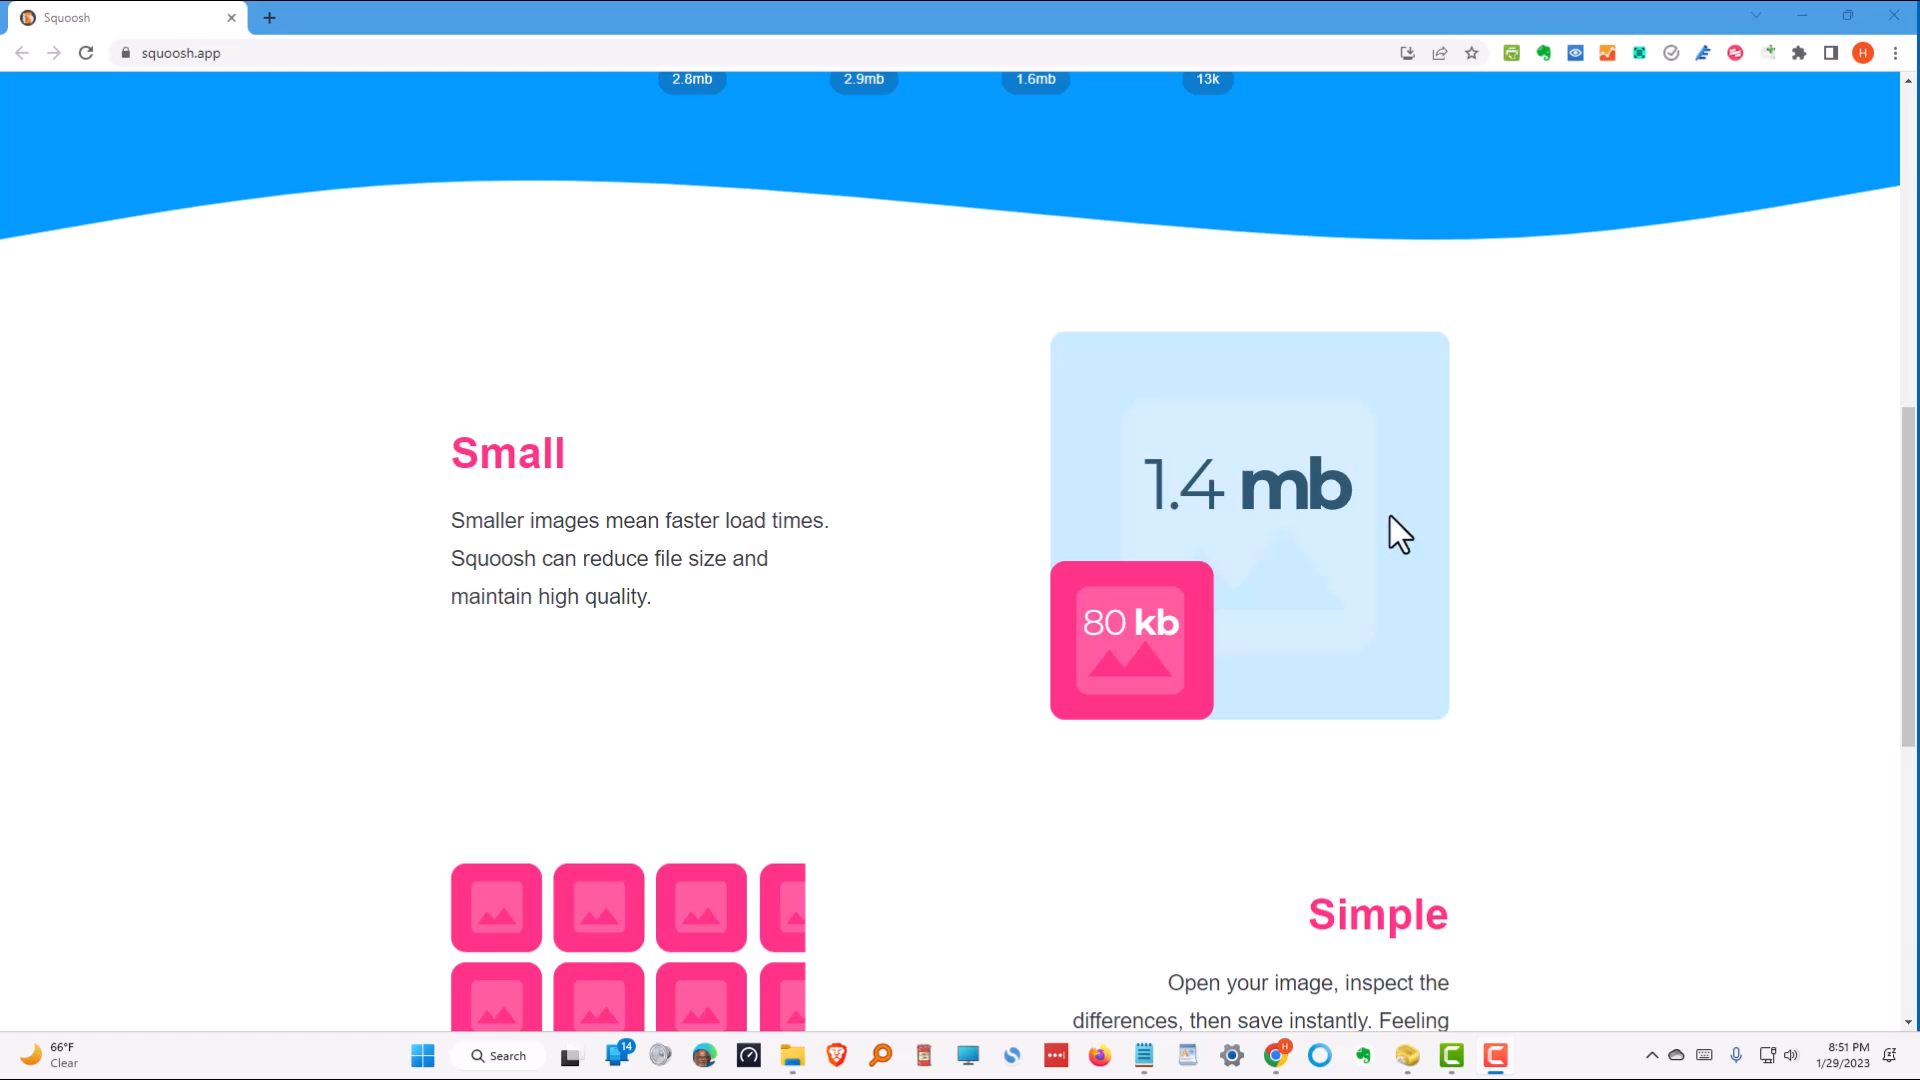 Squoosh
squoosh.app
H
2.8mb 2.9mb 1.6mb 13k
Small
Smaller images mean faster load times.
Squoosh can reduce file size and
maintain high quality.
1.4 mb
80 kb
Simple
Open your image, inspect the
differences, then save instantly. Feeling
66°F
Clear
Search
14
H
8:51 PM
1/29/2023